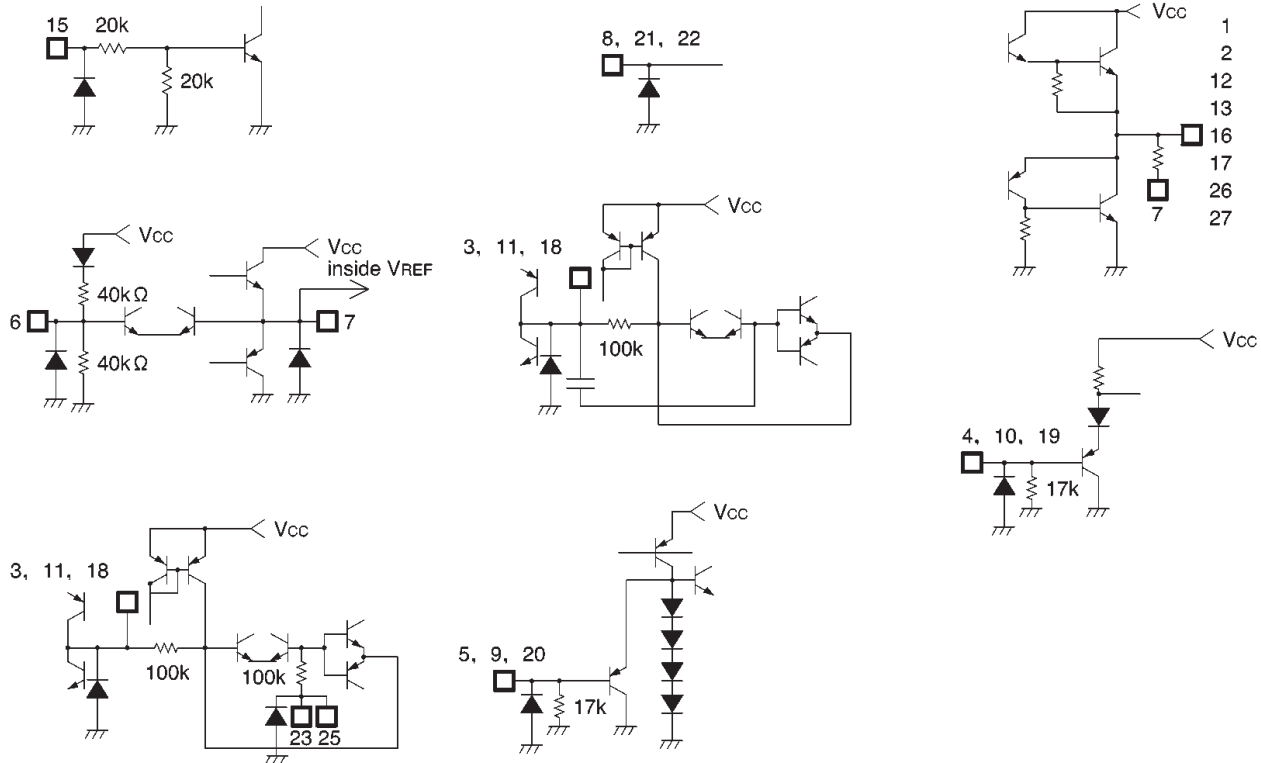 15
20k
20k
8, 21, 22
Vcc
1
2
12
13
16
17
26
27
7
Vcc
40kΩ
40kΩ
6
Vcc
inside VREF
7
3, 11, 18
Vcc
100k
Vcc
4, 10, 19
17k
3, 11, 18
Vcc
100k
100k
23 25
Vcc
5, 9, 20
17k